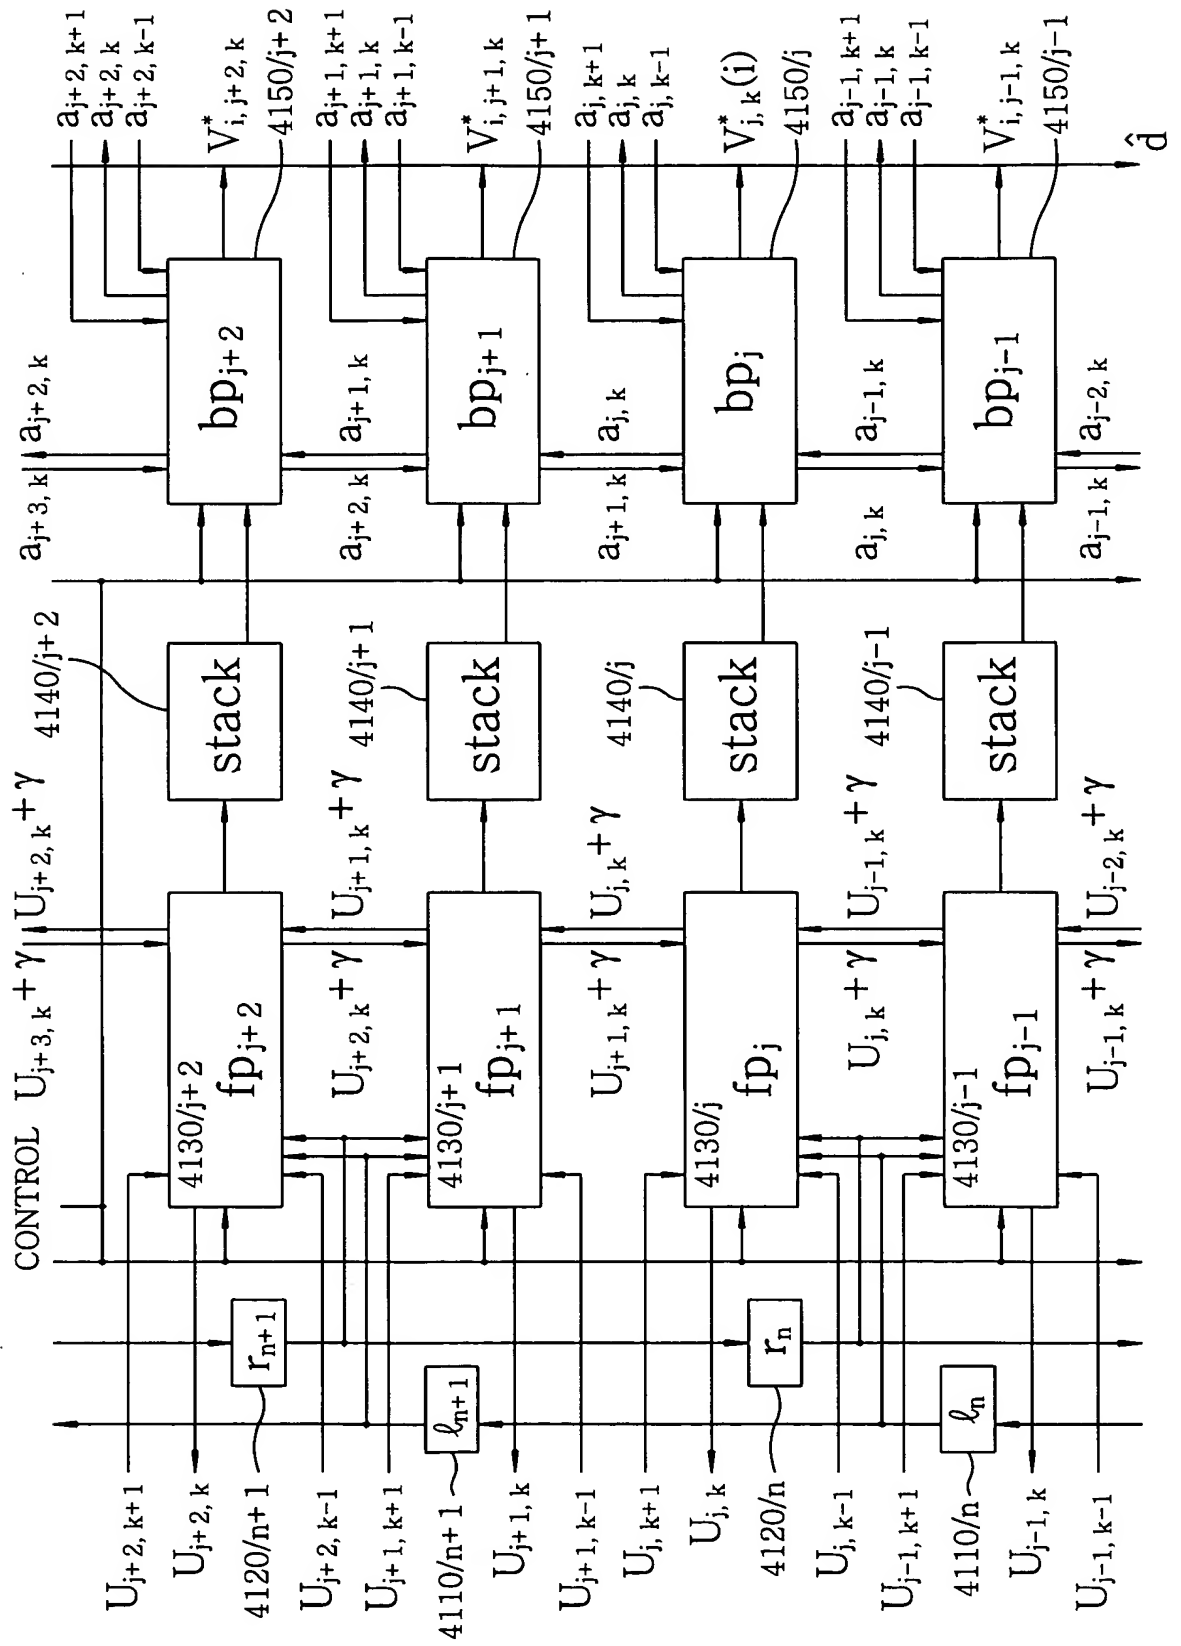 CONTROL
U_{j+2, k+1}
U_{j+2, k}
4120/n+1
U_{j+2, k-1}
U_{j+1, k+1}
4110/n+1
U_{j+1, k}
U_{j+1, k-1}
U_{j, k+1}
U_{j, k}
4120/n
U_{j, k-1}
U_{j-1, k+1}
4110/n
U_{j-1, k}
U_{j-1, k-1}
r_{n+1}
ℓ_{n+1}
r_n
ℓ_n
U_{j+3, k}+γ
U_{j+2, k}+γ
4130/j+2
fp_{j+2}
U_{j+2, k}+γ
U_{j+1, k}+γ
4130/j+1
fp_{j+1}
U_{j+1, k}+γ
U_{j, k}+γ
4130/j
fp_j
U_{j, k}+γ
U_{j-1, k}+γ
4130/j-1
fp_{j-1}
U_{j-1, k}+γ
U_{j-2, k}+γ
4140/j+2
stack
4140/j+1
stack
4140/j
stack
4140/j-1
stack
a_{j+3, k}
a_{j+2, k}
bp_{j+2}
a_{j+2, k}
a_{j+1, k}
bp_{j+1}
a_{j+1, k}
a_{j, k}
bp_j
a_{j, k}
a_{j-1, k}
bp_{j-1}
a_{j-1, k}
a_{j-2, k}
a_{j+2, k+1}
a_{j+2, k}
a_{j+2, k-1}
V*_{i, j+2, k}
4150/j+2
a_{j+1, k+1}
a_{j+1, k}
a_{j+1, k-1}
V*_{i, j+1, k}
4150/j+1
a_{j, k+1}
a_{j, k}
a_{j, k-1}
V*_{j, k}(i)
4150/j
a_{j-1, k+1}
a_{j-1, k}
a_{j-1, k-1}
V*_{i, j-1, k}
4150/j-1
d̂